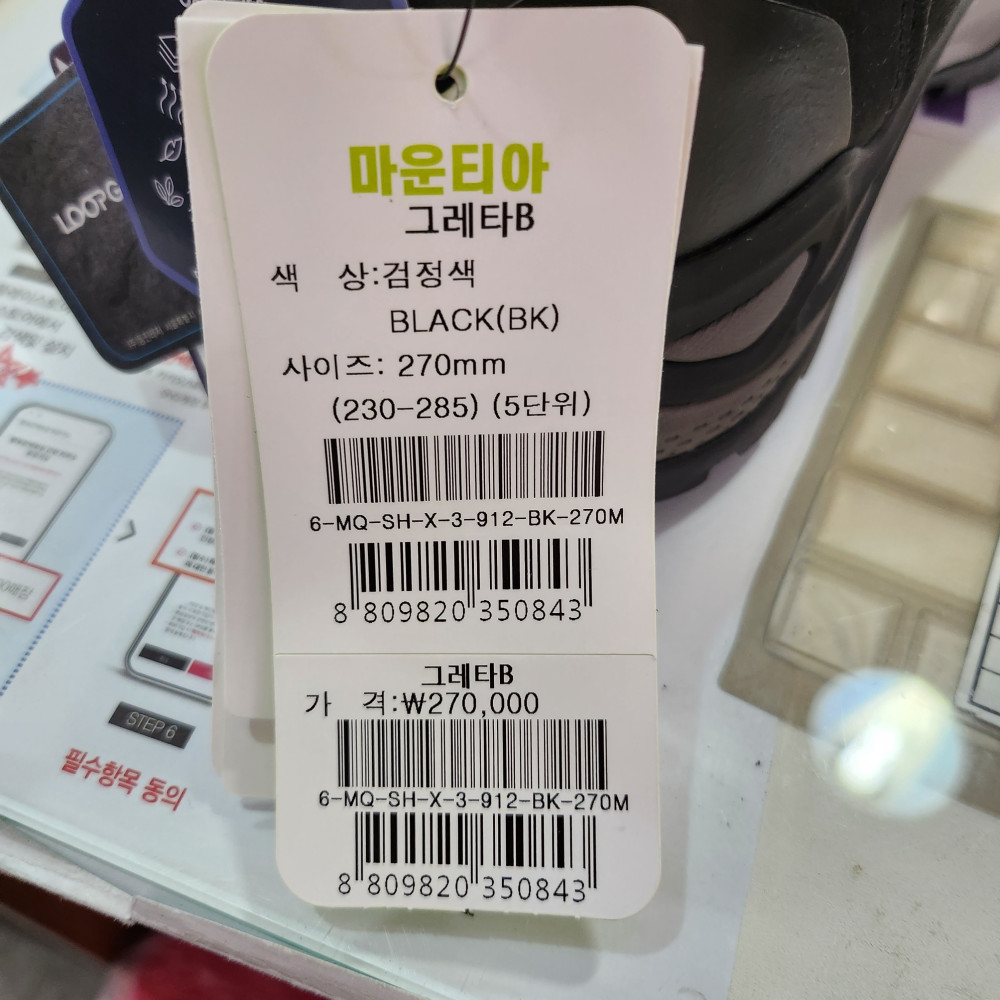 마운티아
그레타B
색 상:검정색
BLACK(BK)
사이즈: 270mm
(230-285) (5단위)
6-MQ-SH-X-3-912-BK-270M
8 809820 350843
그레타B
가 격:₩270,000
6-MQ-SH-X-3-912-BK-270M
8 809820 350843
LOOPG
STEP 6
필수항목 동의